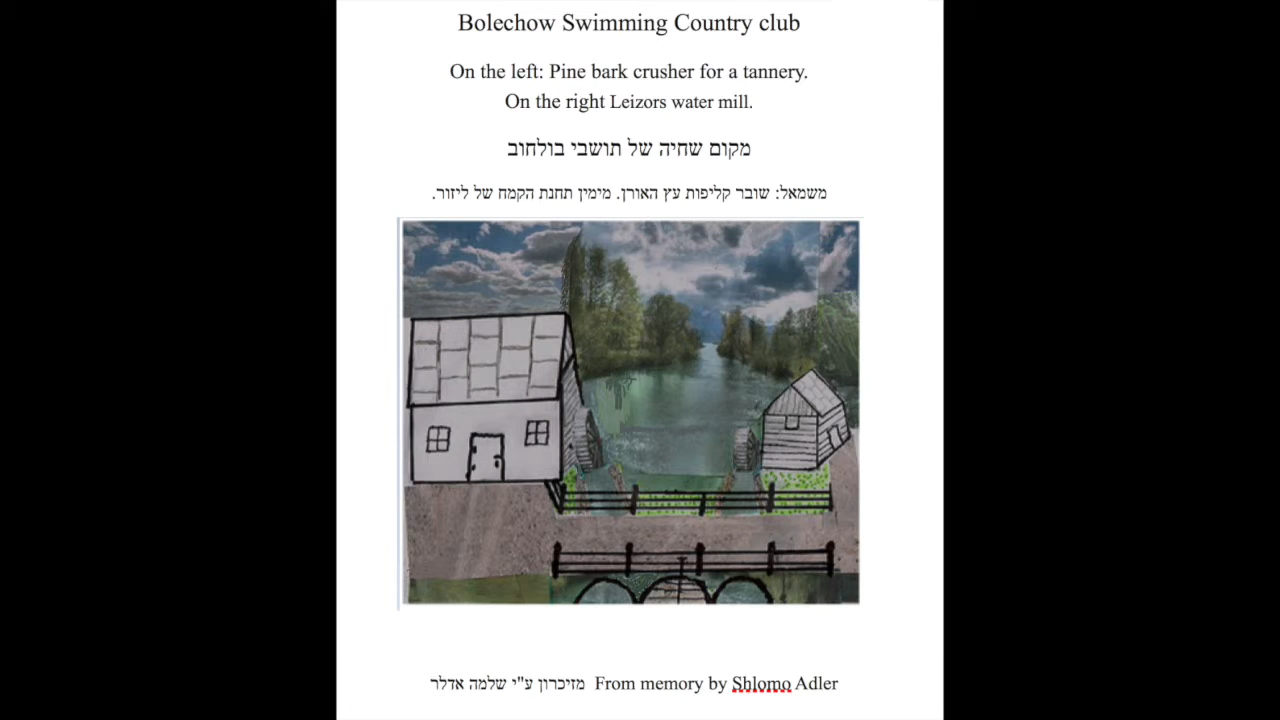 Bolechow Swimming Country club
On the left: Pine bark crusher for a tannery.
On the right Leizors water mill.
מקום שחיה של תושבי בולחוב
משמאל: שובר קליפות עץ האורן. מימין תחנת הקמח של ליזור.
מזיכרון ע"י שלמה אדלר From memory by Shlomo Adler